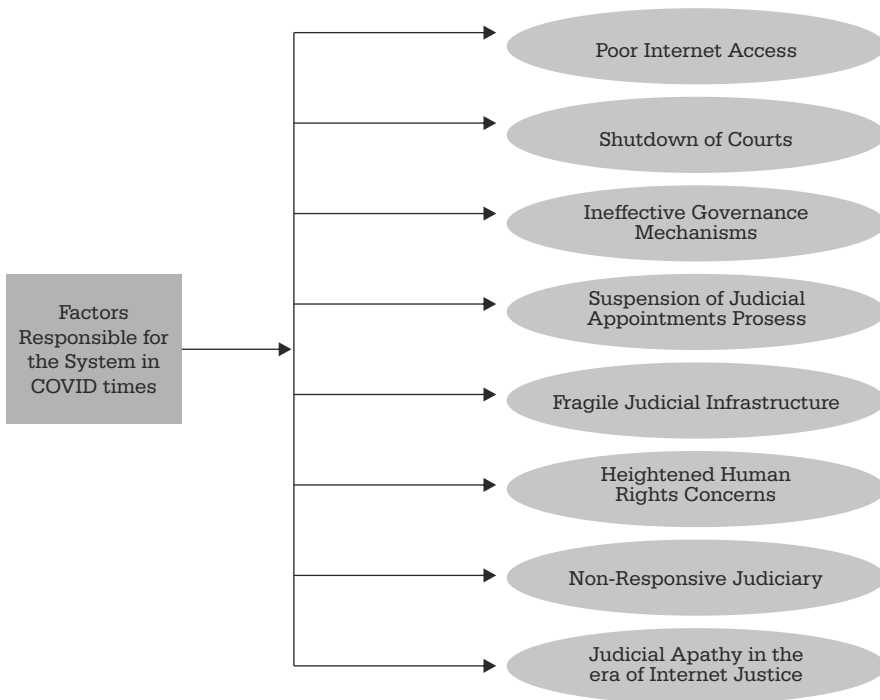 Poor Internet Access
Shutdown of Courts
Ineffective Governance
Mechanisms
Suspension of Judicial
Appointments Prosess
Factors
Responsible for
the System in
COVID times
Fragile Judicial Infrastructure
Heightened Human
Rights Concerns
Non-Responsive Judiciary
Judicial Apathy in the
era of Internet Justice